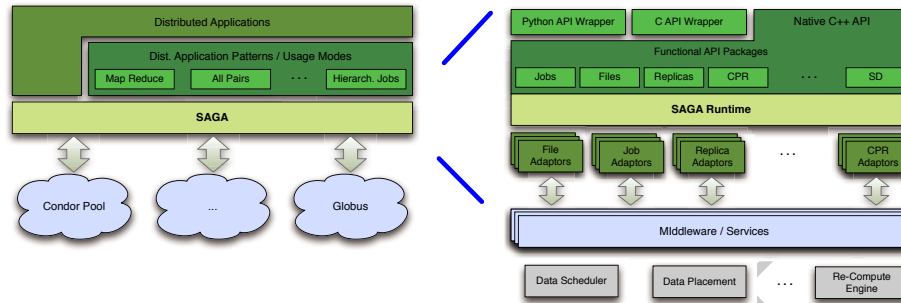 Distributed Applications
Dist. Application Patterns / Usage Modes
Map Reduce
All Pairs
. . .
Hierarch. Jobs
SAGA
Condor Pool
...
Globus
Python API Wrapper
C API Wrapper
Native C++ API
Functional API Packages
Jobs
Files
Replicas
CPR
. . .
SD
SAGA Runtime
File
Adaptors
Job
Adaptors
Replica
Adaptors
. . .
CPR
Adaptors
MIddleware / Services
Data Scheduler
Data Placement
. . .
Re-Compute
Engine